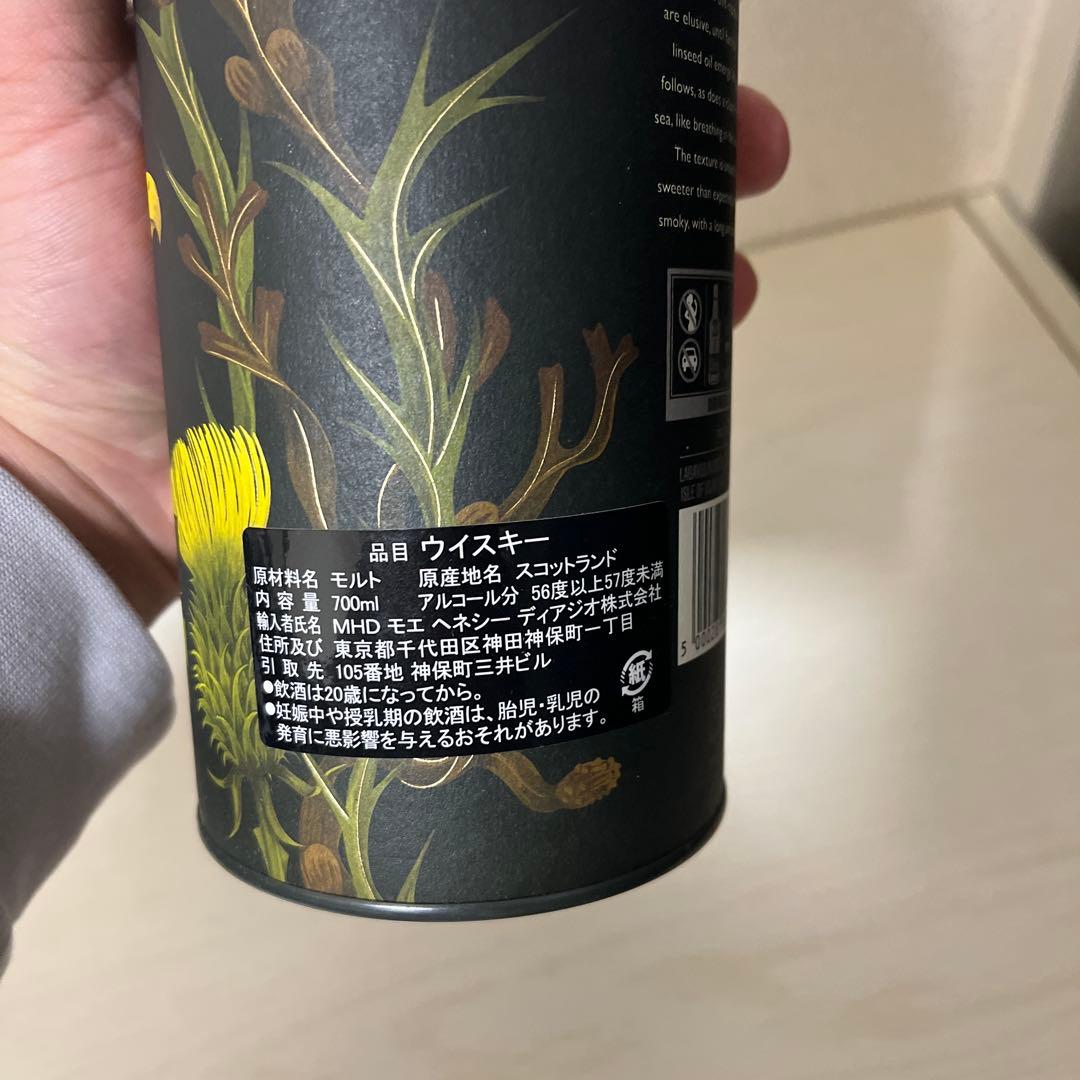 are elusive, until
linseed oil
follows, as does
sea, like breathing
The texture is
sweeter than
smoky, with a long
ISLE OF
5 000
品目 ウイスキー
原材料名 モルト 原産地名 スコットランド
内容量 700ml アルコール分 56度以上57度未満
輸入者氏名 MHD モエ ヘネシー ディアジオ株式会社
住所及び 東京都千代田区神田神保町一丁目
引取先 105番地 神保町三井ビル
●飲酒は20歳になってから。
●妊娠中や授乳期の飲酒は、胎児・乳児の
発育に悪影響を与えるおそれがあります。
紙
箱